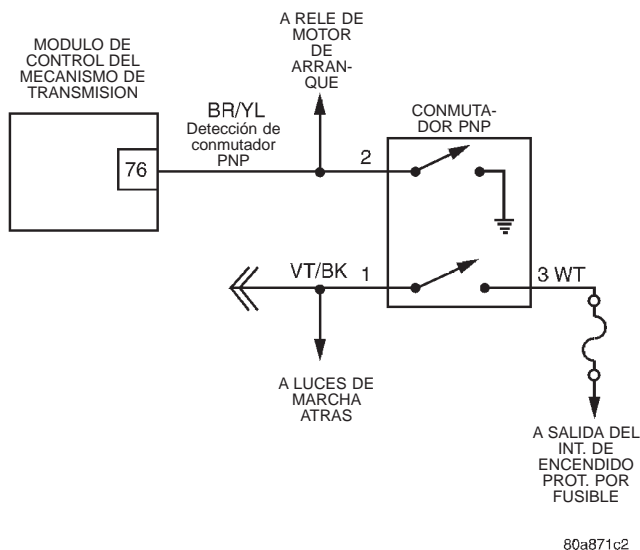 A RELE DE
MOTOR
DE
ARRAN-
QUE
MODULO DE
CONTROL DEL
MECANISMO DE
TRANSMISION
BR/YL
Detección de
conmutador
PNP
CONMUTA-
DOR PNP
76
2
VT/BK 1
3 WT
A LUCES DE
MARCHA
ATRAS
A SALIDA DEL
INT. DE
ENCENDIDO
PROT. POR
FUSIBLE
80a871c2